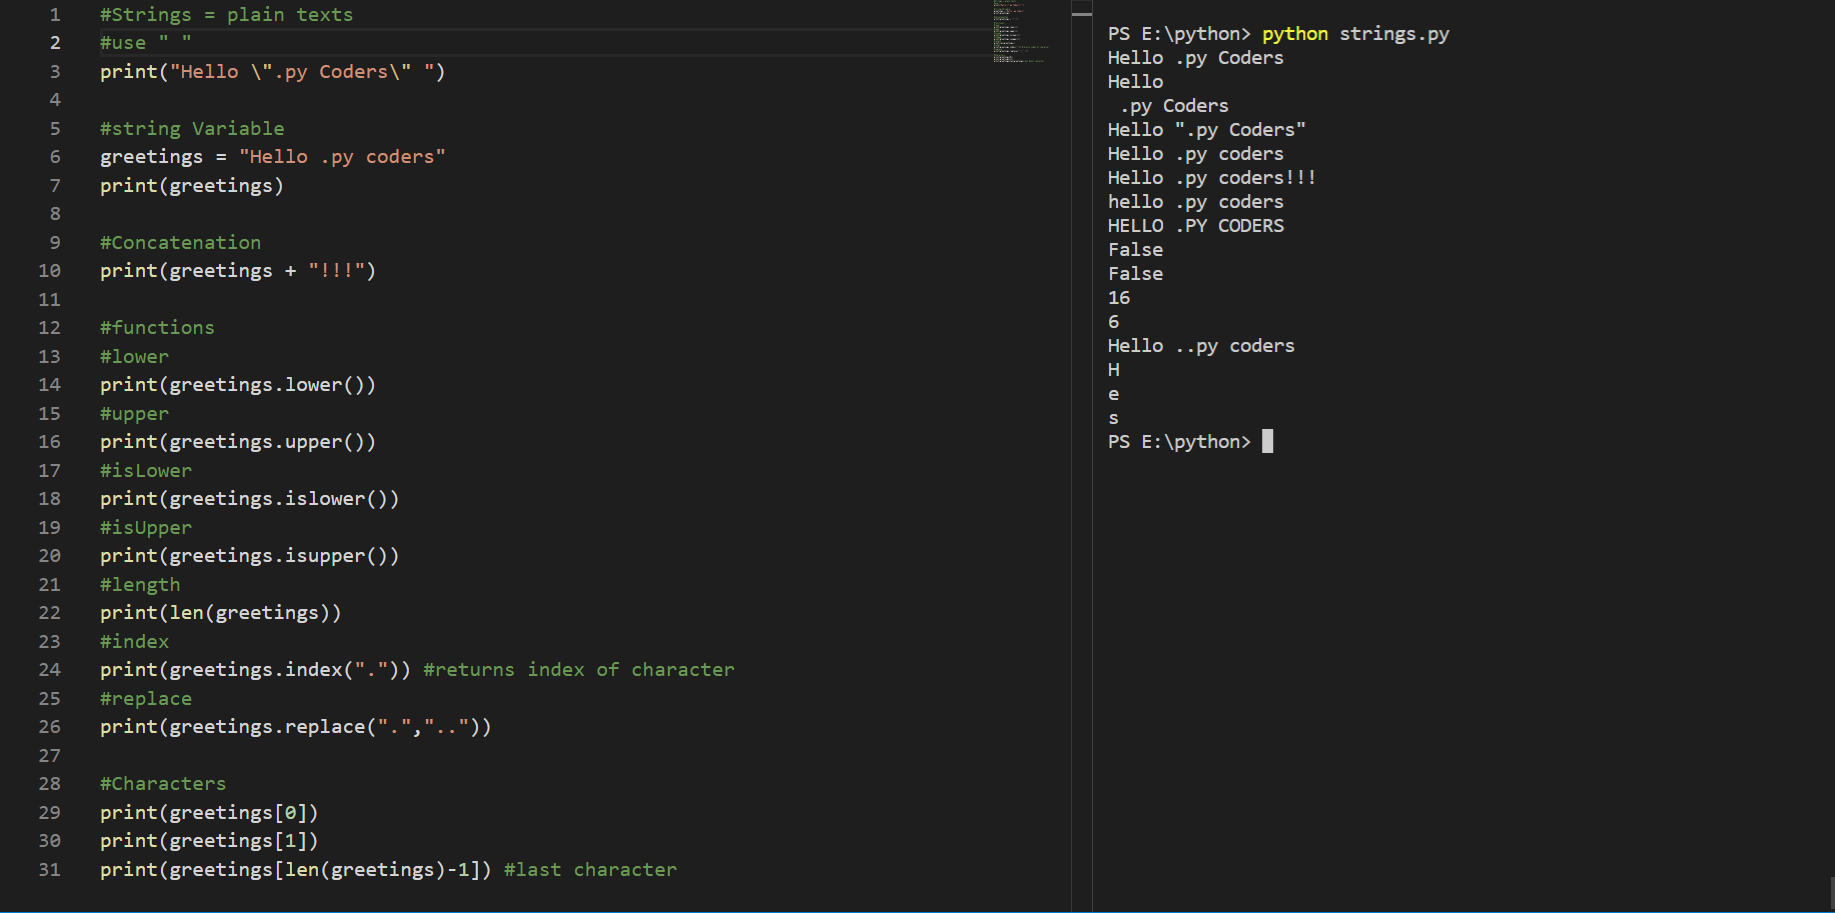 1 #Strings = plain texts
2 #use " "
3 print("Hello \".py Coders\" ")
4
5 #string Variable
6 greetings = "Hello .py coders"
7 print(greetings)
8
9 #Concatenation
10 print(greetings + "!!!")
11
12 #functions
13 #lower
14 print(greetings.lower())
15 #upper
16 print(greetings.upper())
17 #isLower
18 print(greetings.islower())
19 #isUpper
20 print(greetings.isupper())
21 #length
22 print(len(greetings))
23 #index
24 print(greetings.index(".")) #returns index of character
25 #replace
26 print(greetings.replace(".",".."))
27
28 #Characters
29 print(greetings[0])
30 print(greetings[1])
31 print(greetings[len(greetings)-1]) #last character
PS E:\python> python strings.py
Hello .py Coders
Hello
 .py Coders
Hello ".py Coders"
Hello .py coders
Hello .py coders!!!
hello .py coders
HELLO .PY CODERS
False
False
16
6
Hello ..py coders
H
e
s
PS E:\python>